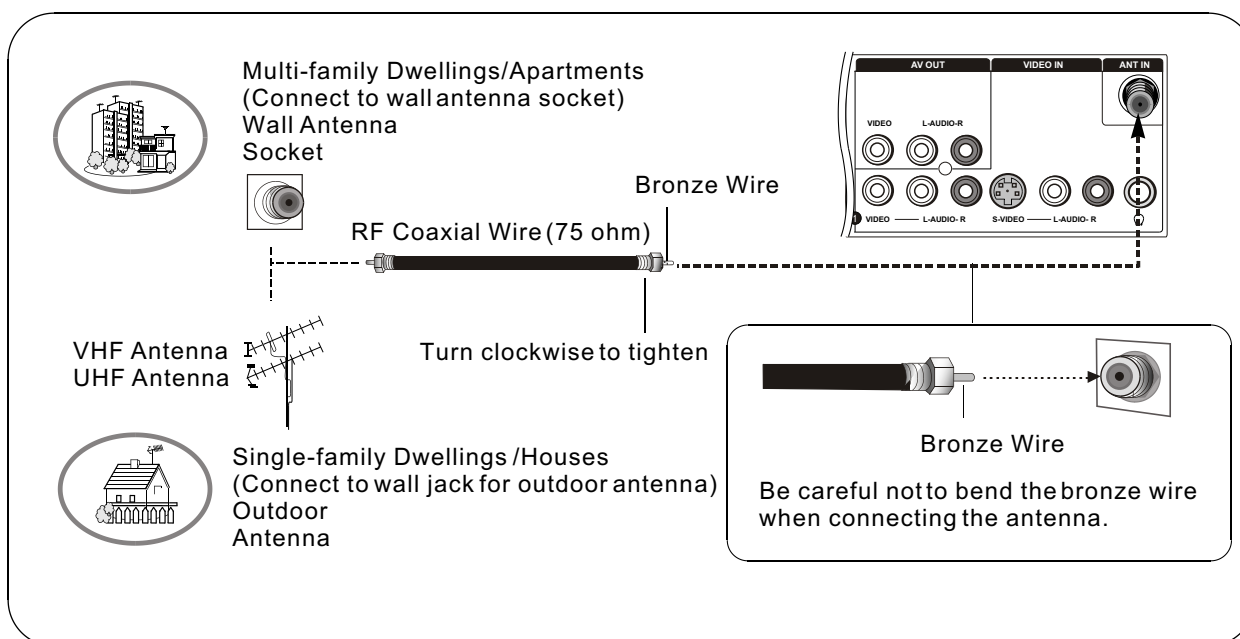 Multi-family Dwellings/Apartments
(Connect to wall antenna socket)
Wall Antenna
Socket
Bronze Wire
RF Coaxial Wire (75 ohm)
AV OUT
VIDEO IN
ANT IN
VIDEO
L-AUDIO-R
1 VIDEO
L-AUDIO- R
S-VIDEO
L-AUDIO- R
VHF Antenna
UHF Antenna
Turn clockwise to tighten
Single-family Dwellings /Houses
(Connect to wall jack for outdoor antenna)
Outdoor
Antenna
Bronze Wire
Be careful not to bend the bronze wire
when connecting the antenna.